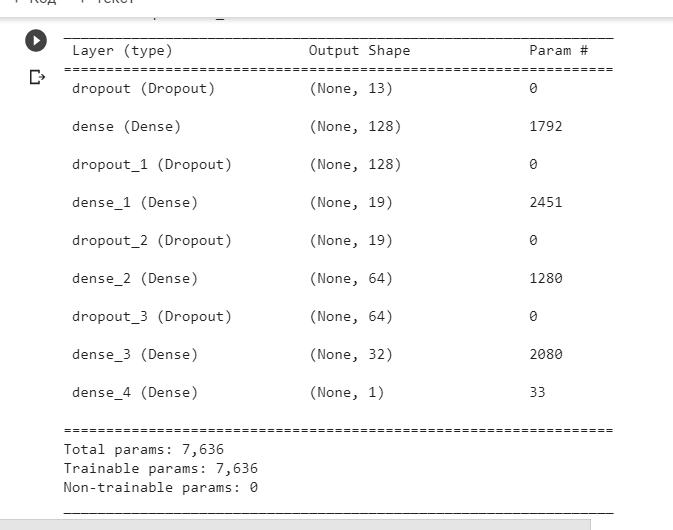 + Код + Текст
Layer (type) Output Shape Param #
=================================================================
dropout (Dropout) (None, 13) 0
dense (Dense) (None, 128) 1792
dropout_1 (Dropout) (None, 128) 0
dense_1 (Dense) (None, 19) 2451
dropout_2 (Dropout) (None, 19) 0
dense_2 (Dense) (None, 64) 1280
dropout_3 (Dropout) (None, 64) 0
dense_3 (Dense) (None, 32) 2080
dense_4 (Dense) (None, 1) 33
=================================================================
Total params: 7,636
Trainable params: 7,636
Non-trainable params: 0